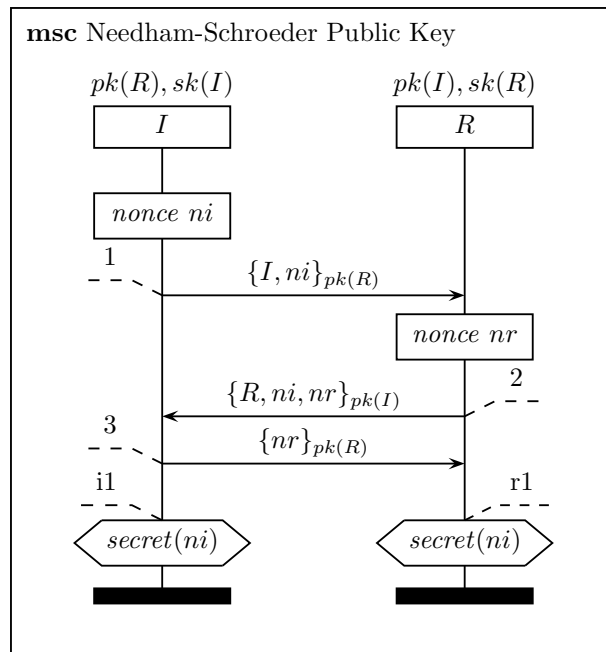 msc Needham-Schroeder Public Key
pk(R), sk(I)
pk(I), sk(R)
I
R
nonce ni
1
{I, ni}pk(R)
nonce nr
{R, ni, nr}pk(I)
2
3
{nr}pk(R)
i1
r1
secret(ni)
secret(ni)